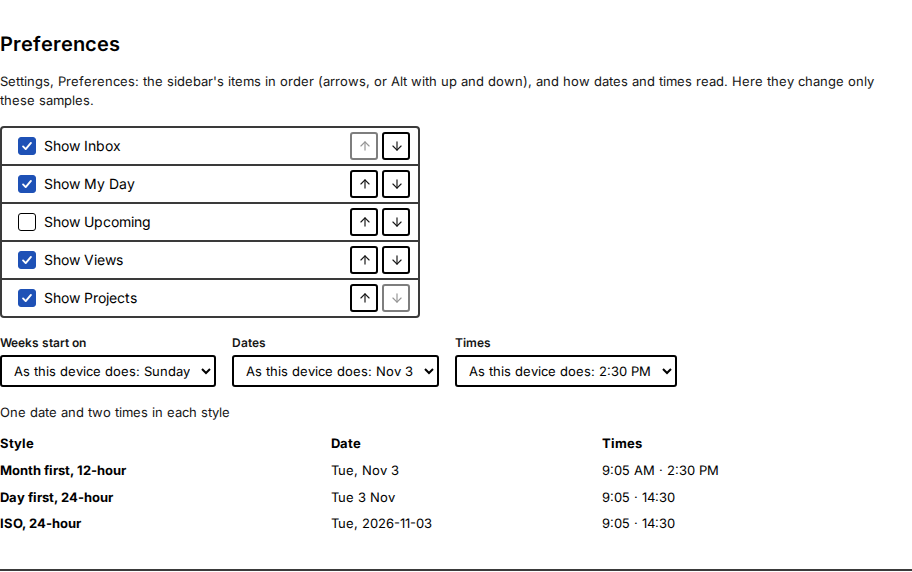 Preferences
Settings, Preferences: the sidebar's items in order (arrows, or Alt with up and down), and how dates and times read. Here they change only
these samples.
Show Inbox
Show My Day
Show Upcoming
Show Views
Show Projects
Weeks start on Dates Times
As this device does: Sunday As this device does: Nov 3 As this device does: 2:30 PM
One date and two times in each style
Style Date Times
Month first, 12-hour Tue, Nov 3 9:05 AM · 2:30 PM
Day first, 24-hour Tue 3 Nov 9:05 · 14:30
ISO, 24-hour Tue, 2026-11-03 9:05 · 14:30